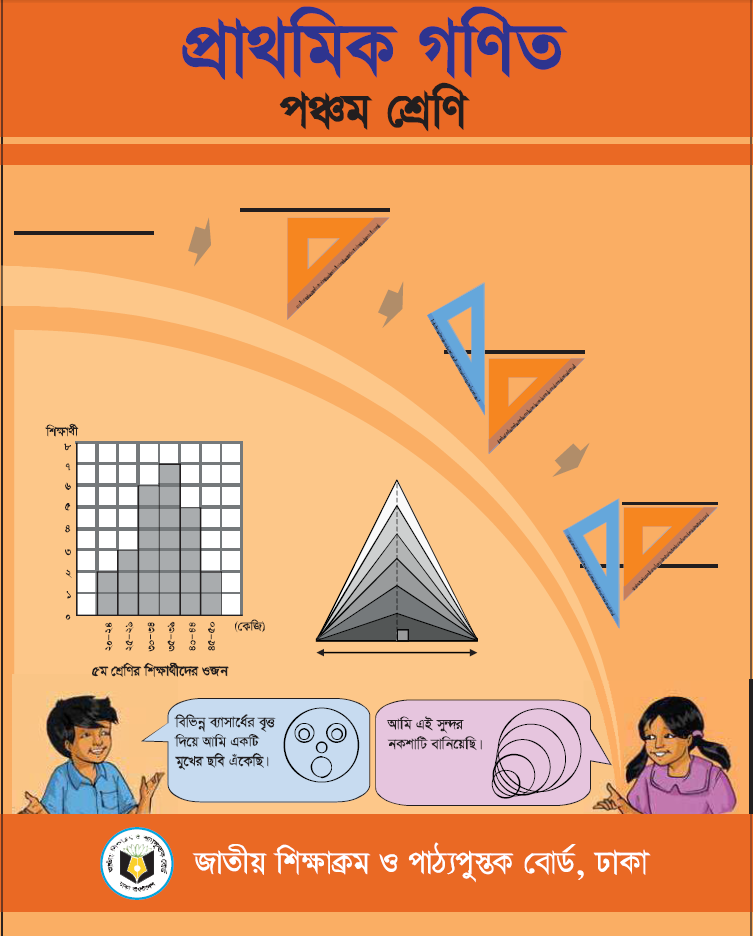 প্রাথমিক গণিত
পঞ্চম শ্রেণি
শিক্ষার্থী
৮
৭
৬
৫
৪
৩
২
১
০
(কেজি)
৫ম শ্রেণির শিক্ষার্থীদের ওজন
বিভিন্ন ব্যাসার্ধের বৃত্ত
দিয়ে আমি একটি
মুখের ছবি এঁকেছি।
আমি এই সুন্দর
নকশাটি বানিয়েছি।
জাতীয় শিক্ষাক্রম ও পাঠ্যপুস্তক বোর্ড, ঢাকা